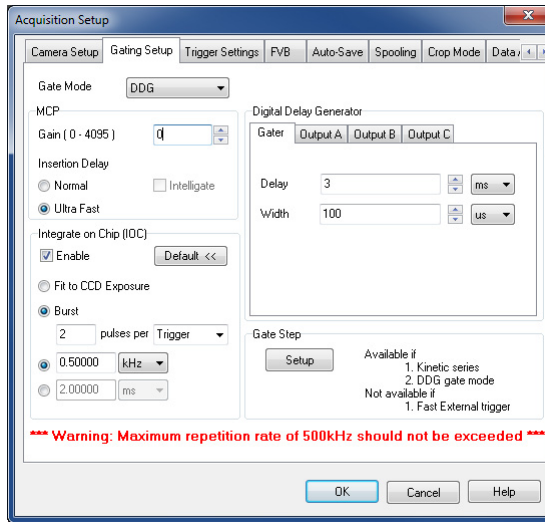 Acquisition Setup
Camera Setup Gating Setup Trigger Settings FVB Auto-Save Spooling Crop Mode Data
Gate Mode DDG
MCP
Gain ( 0 - 4095 ) 0
Insertion Delay
Normal Intelligate
Ultra Fast
Integrate on Chip (IOC)
Enable Default <<
Fit to CCD Exposure
Burst
2 pulses per Trigger
0.50000 kHz
2.00000 ms
Digital Delay Generator
Gater Output A Output B Output C
Delay 3 ms
Width 100 us
Gate Step
Setup
Available if
1. Kinetic series
2. DDG gate mode
Not available if
1. Fast External trigger
*** Warning: Maximum repetition rate of 500kHz should not be exceeded ***
OK Cancel Help